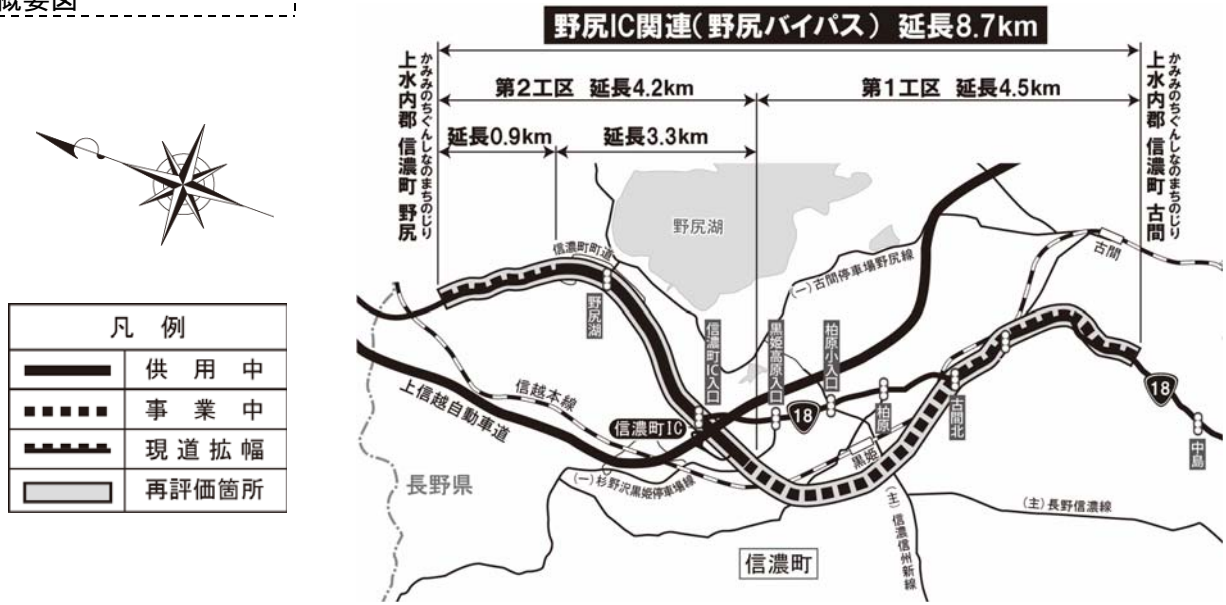 概要図
野尻IC関連(野尻バイパス) 延長8.7km
第2工区 延長4.2km
第1工区 延長4.5km
延長0.9km
延長3.3km
上水内郡 信濃町 野尻
かみみのちぐんしなのまちのじり
上水内郡 信濃町 古間
かみみのちぐんしなのまちのじり
凡 例
供 用 中
事 業 中
現 道 拡 幅
再評価箇所
野尻湖
信濃町町道
野尻湖
(一)古間停車場野尻線
古間
信濃町IC入口
黒姫高原入口
柏原小入口
柏原
古間北
18
18
中島
信越本線
上信越自動車道
信濃町IC
黒姫
(一)杉野沢黒姫停車場線
長野県
(主)信濃信州新線
(主)長野信濃線
信濃町